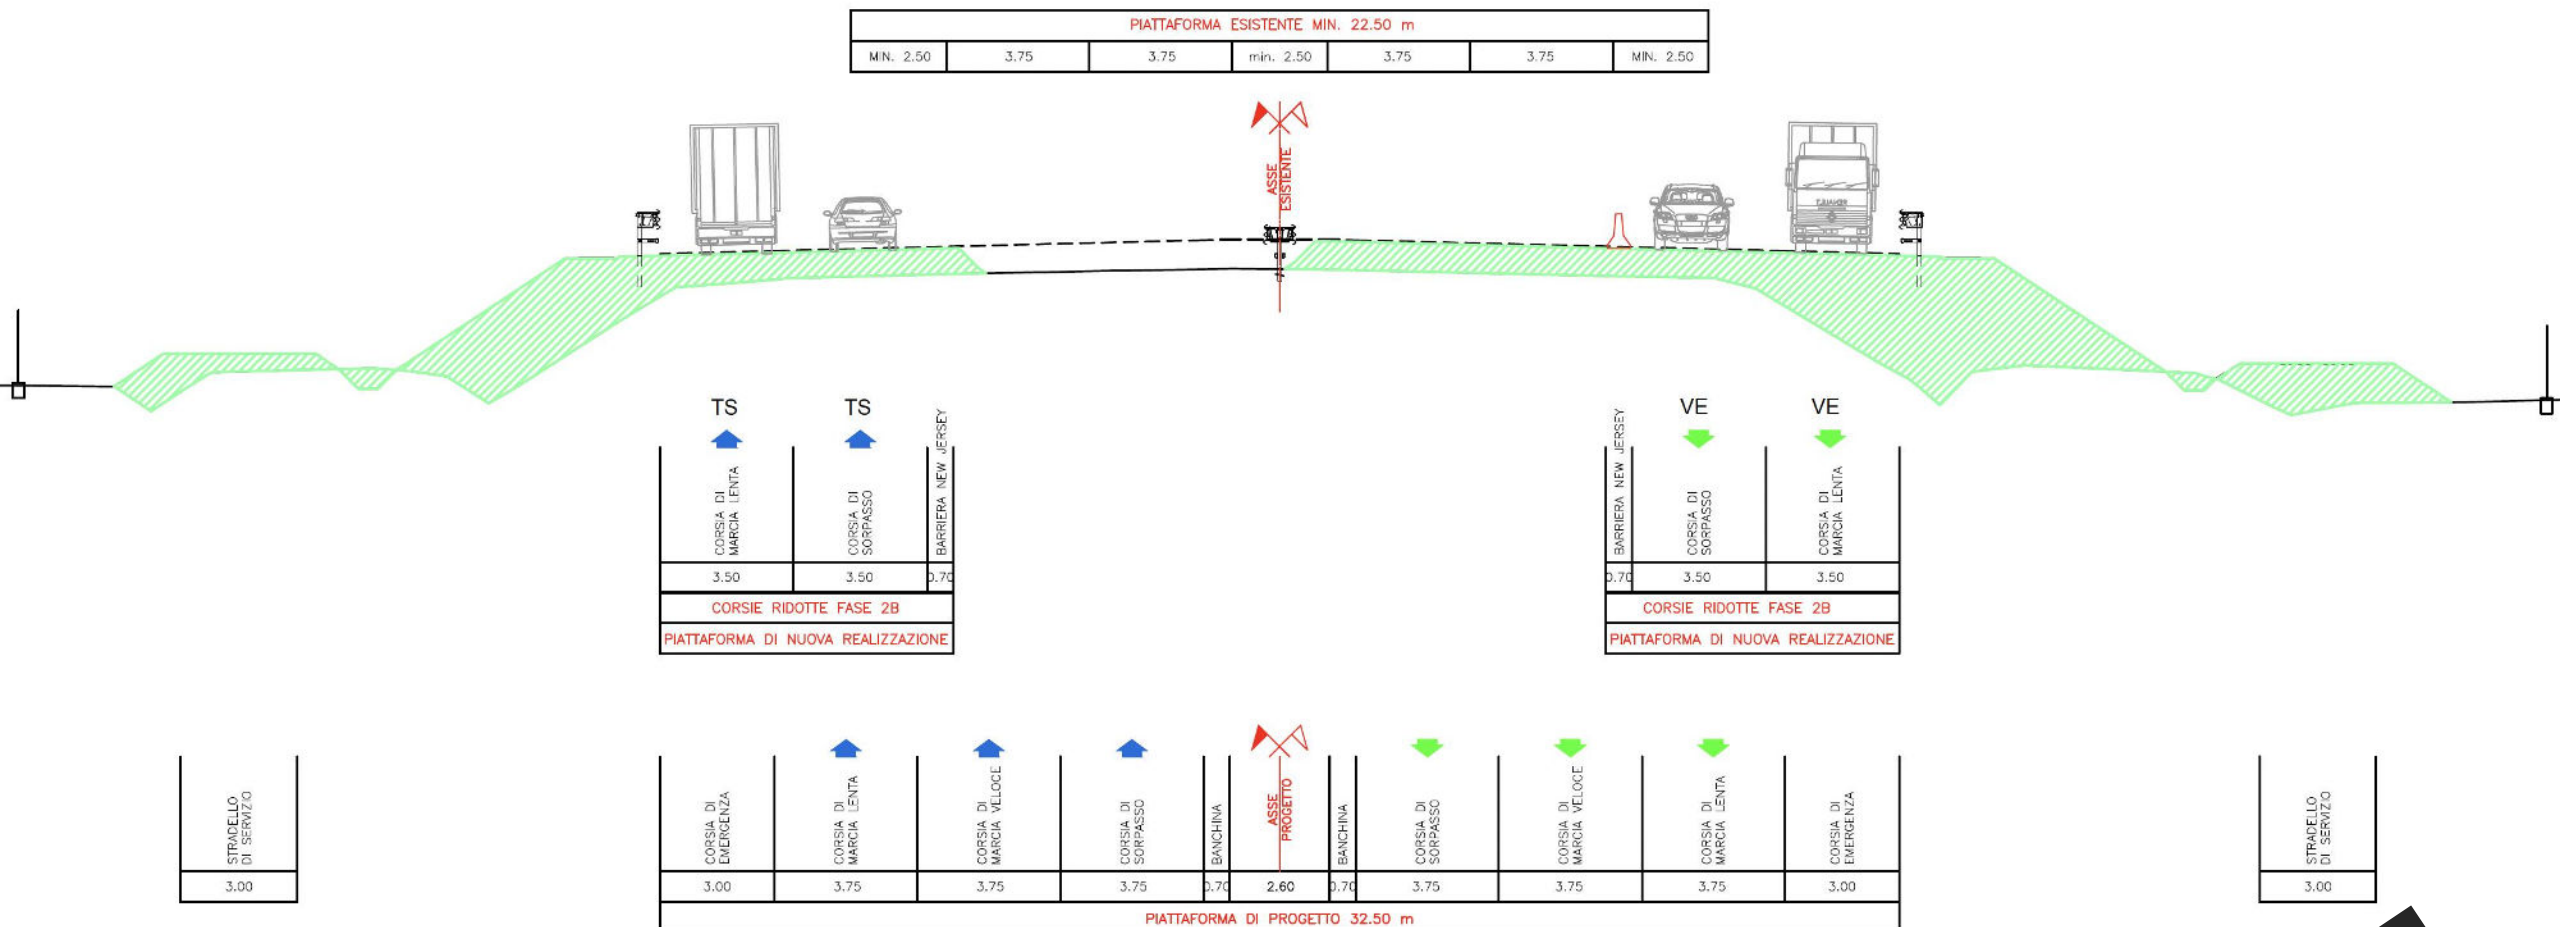 PIATTAFORMA ESISTENTE MIN. 22.50 m
MIN. 2.50 3.75 3.75 min. 2.50 3.75 3.75 MIN. 2.50
ASSE
ESISTENTE
TS TS VE VE
CORSIA DI
MARCIA LENTA
CORSIA DI
SORPASSO
BARRIERA NEW JERSEY
BARRIERA NEW JERSEY
CORSIA DI
SORPASSO
CORSIA DI
MARCIA LENTA
3.50 3.50 0.70 0.70 3.50 3.50
CORSIE RIDOTTE FASE 2B CORSIE RIDOTTE FASE 2B
PIATTAFORMA DI NUOVA REALIZZAZIONE PIATTAFORMA DI NUOVA REALIZZAZIONE
STRADELLO
DI SERVIZIO
CORSIA DI
EMERGENZA
CORSIA DI
MARCIA LENTA
CORSIA DI
MARCIA VELOCE
CORSIA DI
SORPASSO
BANCHINA
ASSE
PROGETTO
BANCHINA
CORSIA DI
SORPASSO
CORSIA DI
MARCIA VELOCE
CORSIA DI
MARCIA LENTA
CORSIA DI
EMERGENZA
STRADELLO
DI SERVIZIO
3.00 3.00 3.75 3.75 3.75 0.70 2.60 0.70 3.75 3.75 3.75 3.00 3.00
PIATTAFORMA DI PROGETTO 32.50 m